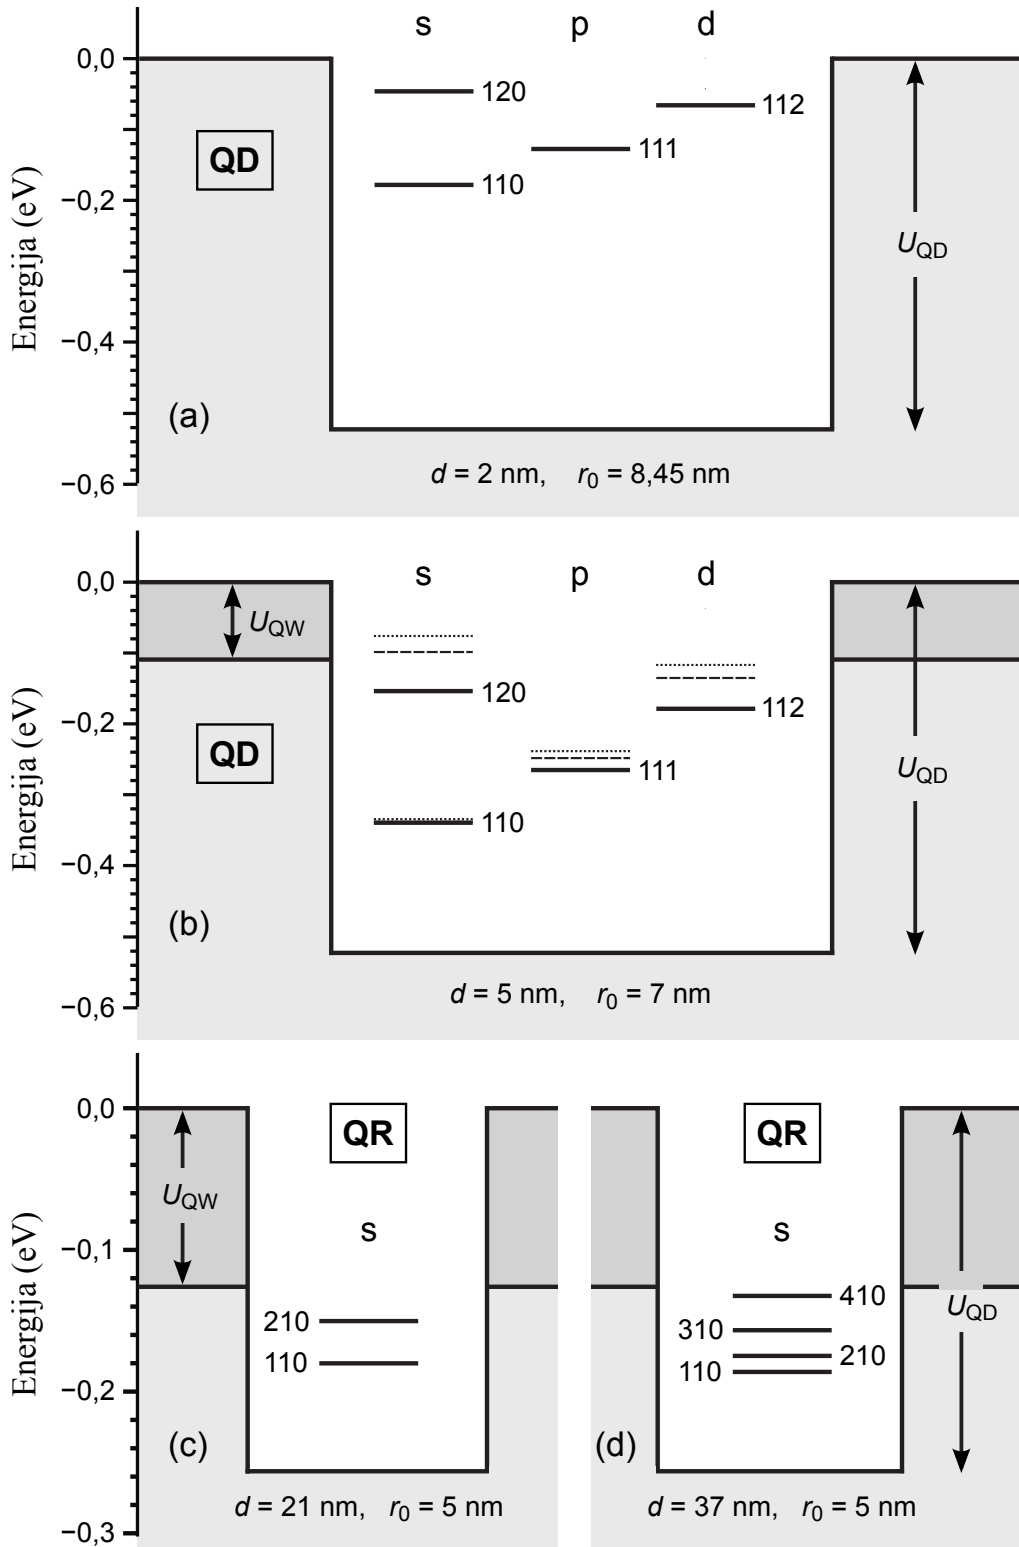 s p d
0,0
120
112
QD
111
110
−0,2
U_QD
Energija (eV)
−0,4
(a)
−0,6
d = 2 nm, r_0 = 8,45 nm
s p d
0,0
U_QW
120
112
−0,2
QD
111
U_QD
110
Energija (eV)
−0,4
(b)
−0,6
d = 5 nm, r_0 = 7 nm
0,0
QR
QR
U_QW
s
s
−0,1
Energija (eV)
410
U_QD
210
310
210
110
110
−0,2
(c)
(d)
d = 21 nm, r_0 = 5 nm
d = 37 nm, r_0 = 5 nm
−0,3